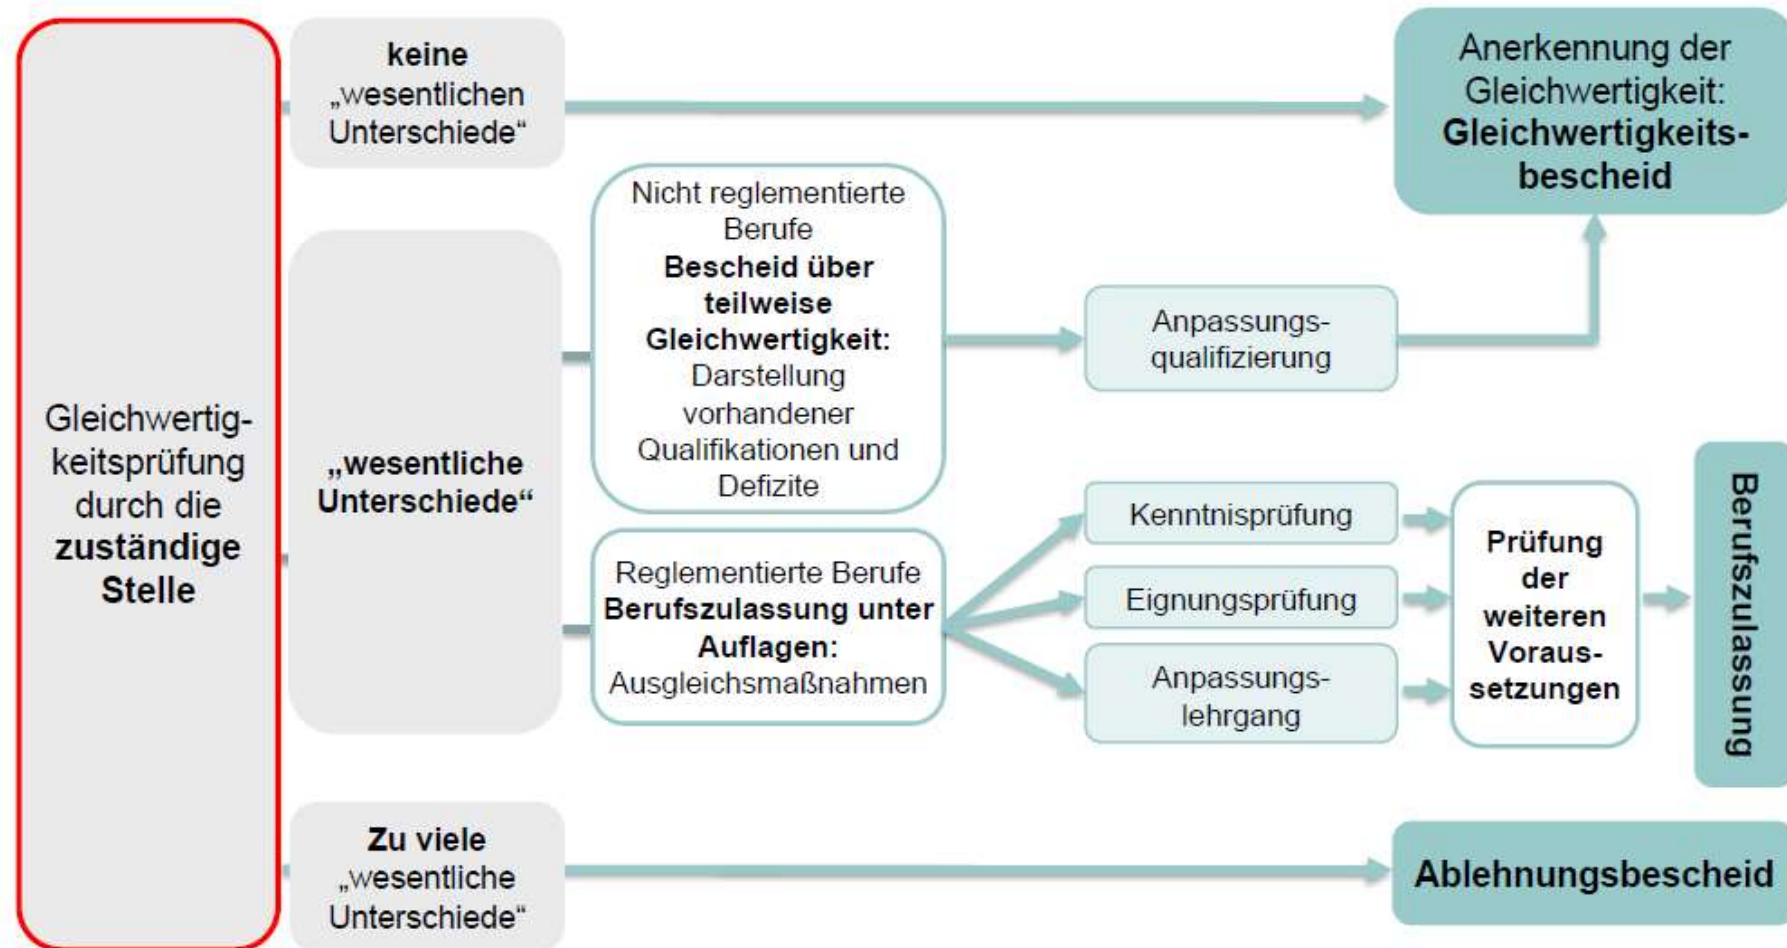 Gleichwertig-
keitsprüfung
durch die
zuständige
Stelle
keine
„wesentlichen
Unterschiede“
Anerkennung der
Gleichwertigkeit:
Gleichwertigkeits-
bescheid
„wesentliche
Unterschiede“
Nicht reglementierte
Berufe
Bescheid über
teilweise
Gleichwertigkeit:
Darstellung
vorhandener
Qualifikationen und
Defizite
Anpassungs-
qualifizierung
Reglementierte Berufe
Berufszulassung unter
Auflagen:
Ausgleichsmaßnahmen
Kenntnisprüfung
Eignungsprüfung
Anpassungs-
lehrgang
Prüfung
der
weiteren
Voraus-
setzungen
Berufszulassung
Zu viele
„wesentliche
Unterschiede“
Ablehnungsbescheid